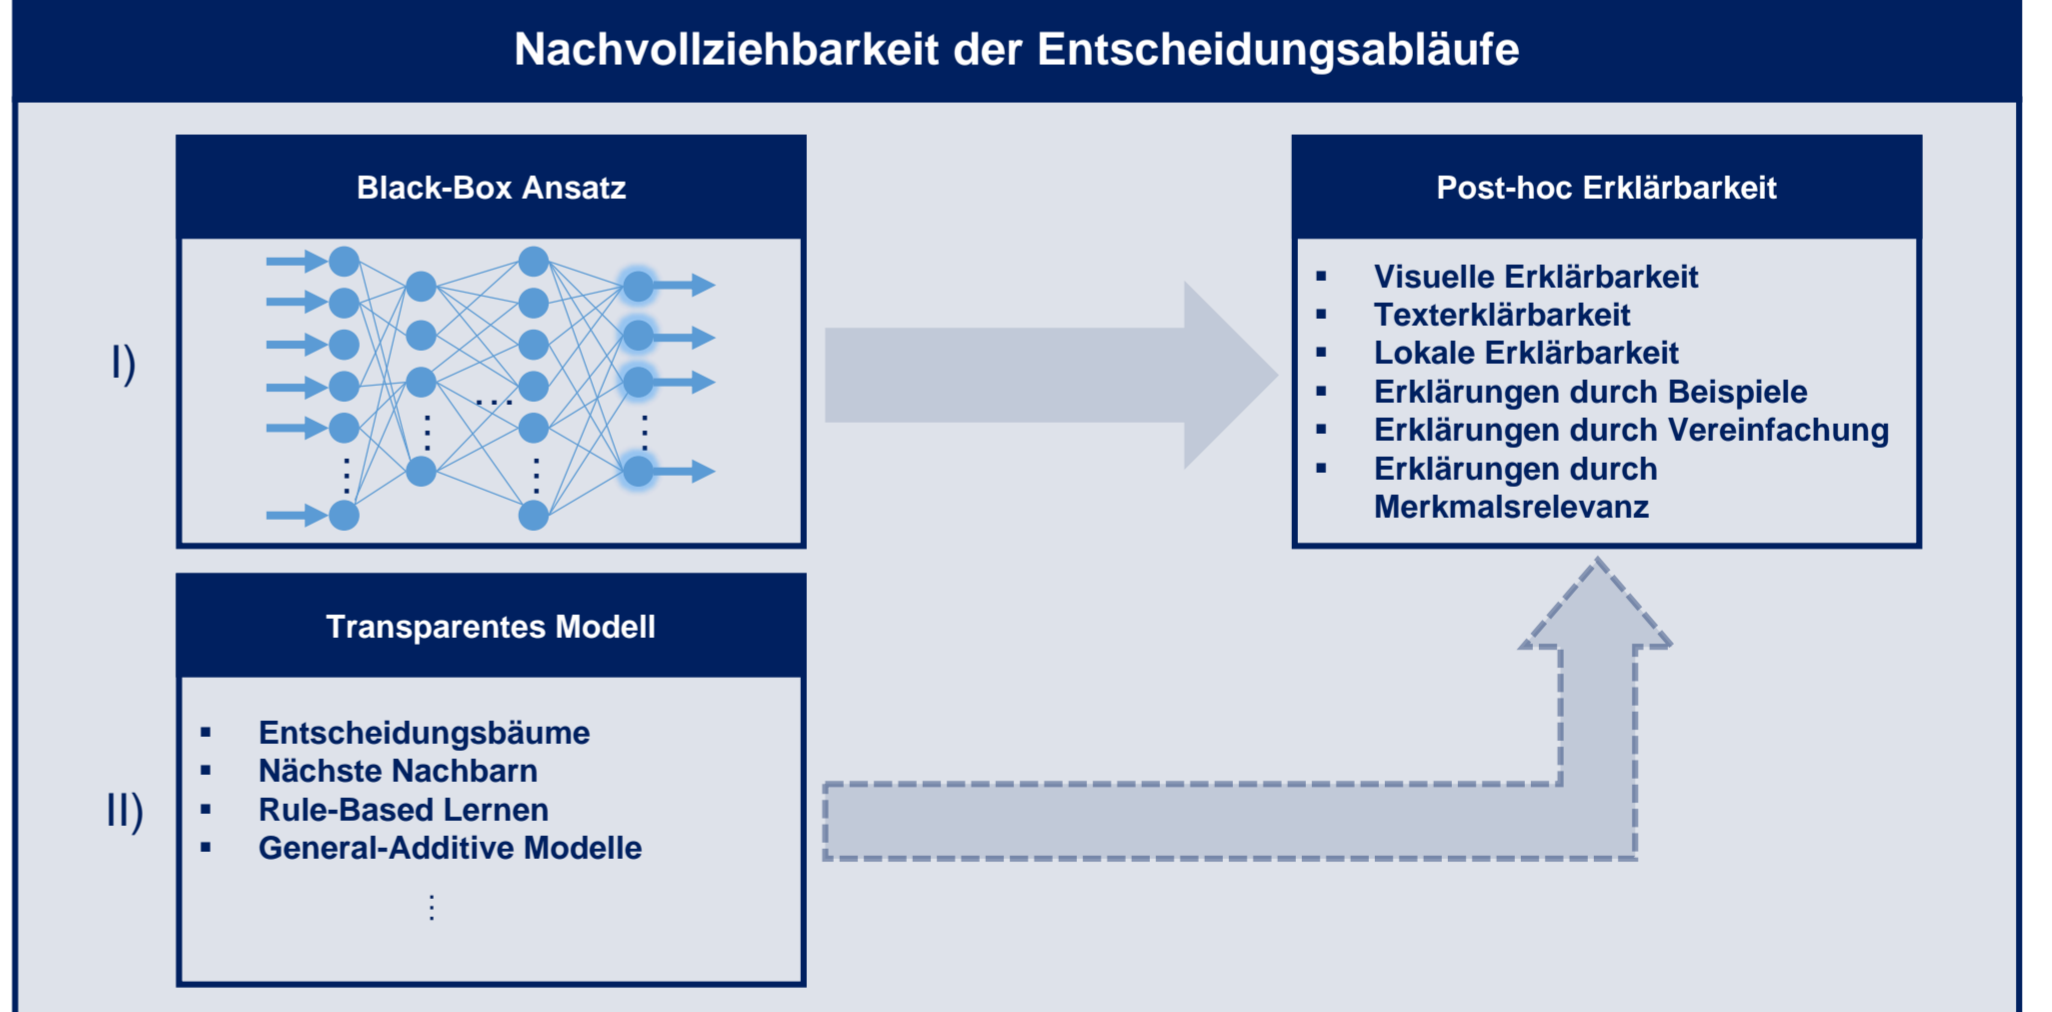 Nachvollziehbarkeit der Entscheidungsabläufe
I)
Black-Box Ansatz
...
Post-hoc Erklärbarkeit
▪ Visuelle Erklärbarkeit
▪ Texterklärbarkeit
▪ Lokale Erklärbarkeit
▪ Erklärungen durch Beispiele
▪ Erklärungen durch Vereinfachung
▪ Erklärungen durch
Merkmalsrelevanz
II)
Transparentes Modell
▪ Entscheidungsbäume
▪ Nächste Nachbarn
▪ Rule-Based Lernen
▪ General-Additive Modelle
⋮